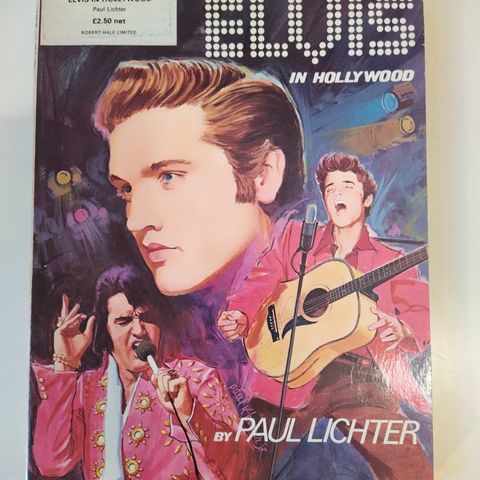 ELVIS IN HOLLYWOOD
Paul Lichter
£2.50 net
ROBERT HALE LIMITED
ELVIS
IN HOLLYWOOD
BY PAUL LICHTER